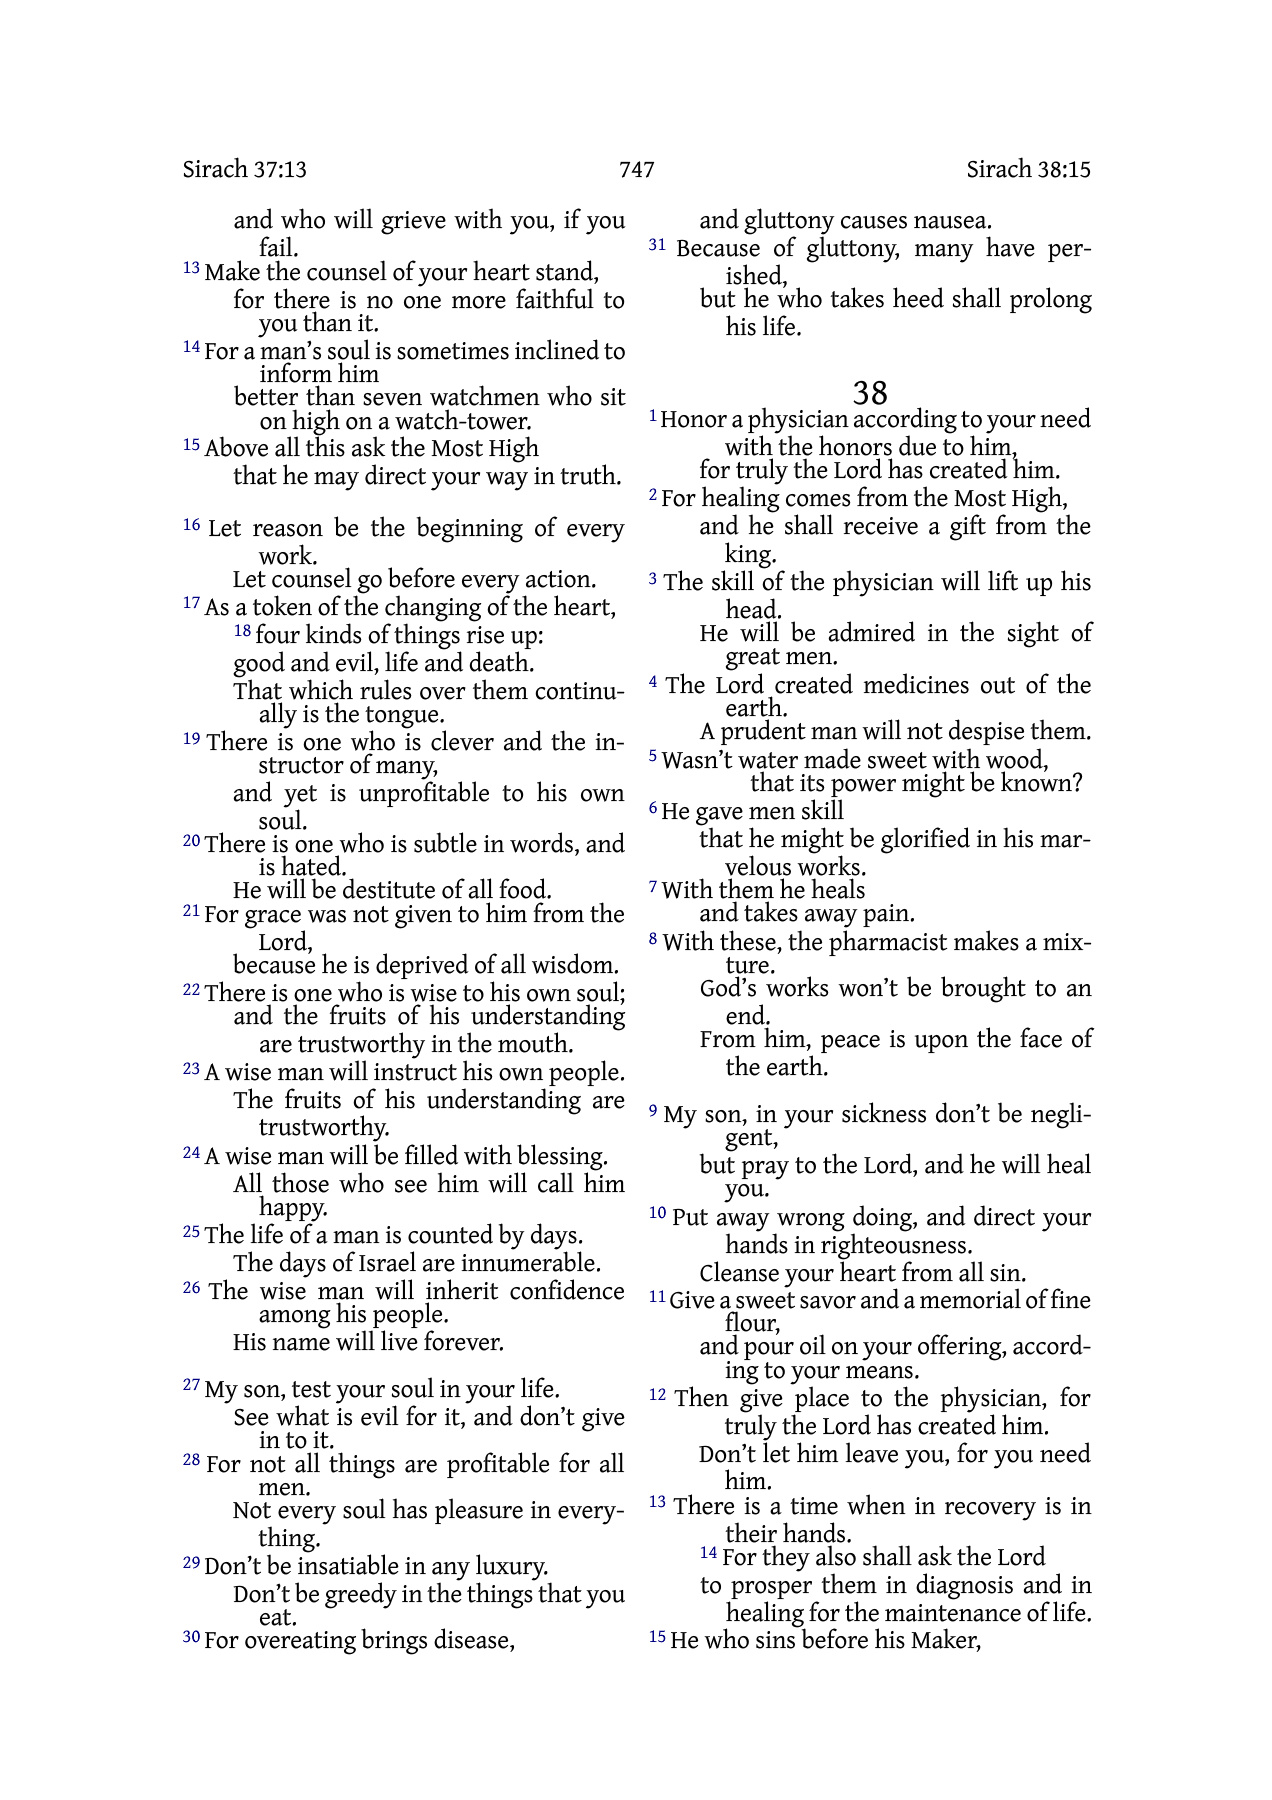 Sirach 37:13 747 Sirach 38:15
and who will grieve with you, if you
fail.
13 Make the counsel of your heart stand,
for there is no one more faithful to
you than it.
14 For a man’s soul is sometimes inclined to
inform him
better than seven watchmen who sit
on high on a watch-tower.
15 Above all this ask the Most High
that he may direct your way in truth.
16 Let reason be the beginning of every
work.
Let counsel go before every action.
17 As a token of the changing of the heart,
18 four kinds of things rise up:
good and evil, life and death.
That which rules over them continu-
ally is the tongue.
19 There is one who is clever and the in-
structor of many,
and yet is unprofitable to his own
soul.
20 There is one who is subtle in words, and
is hated.
He will be destitute of all food.
21 For grace was not given to him from the
Lord,
because he is deprived of all wisdom.
22 There is one who is wise to his own soul;
and the fruits of his understanding
are trustworthy in the mouth.
23 A wise man will instruct his own people.
The fruits of his understanding are
trustworthy.
24 A wise man will be filled with blessing.
All those who see him will call him
happy.
25 The life of a man is counted by days.
The days of Israel are innumerable.
26 The wise man will inherit confidence
among his people.
His name will live forever.
27 My son, test your soul in your life.
See what is evil for it, and don’t give
in to it.
28 For not all things are profitable for all
men.
Not every soul has pleasure in every-
thing.
29 Don’t be insatiable in any luxury.
Don’t be greedy in the things that you
eat.
30 For overeating brings disease,
and gluttony causes nausea.
31 Because of gluttony, many have per-
ished,
but he who takes heed shall prolong
his life.
38
1 Honor a physician according to your need
with the honors due to him,
for truly the Lord has created him.
2 For healing comes from the Most High,
and he shall receive a gift from the
king.
3 The skill of the physician will lift up his
head.
He will be admired in the sight of
great men.
4 The Lord created medicines out of the
earth.
A prudent man will not despise them.
5 Wasn’t water made sweet with wood,
that its power might be known?
6 He gave men skill
that he might be glorified in his mar-
velous works.
7 With them he heals
and takes away pain.
8 With these, the pharmacist makes a mix-
ture.
God’s works won’t be brought to an
end.
From him, peace is upon the face of
the earth.
9 My son, in your sickness don’t be negli-
gent,
but pray to the Lord, and he will heal
you.
10 Put away wrong doing, and direct your
hands in righteousness.
Cleanse your heart from all sin.
11 Give a sweet savor and a memorial of fine
flour,
and pour oil on your offering, accord-
ing to your means.
12 Then give place to the physician, for
truly the Lord has created him.
Don’t let him leave you, for you need
him.
13 There is a time when in recovery is in
their hands.
14 For they also shall ask the Lord
to prosper them in diagnosis and in
healing for the maintenance of life.
15 He who sins before his Maker,